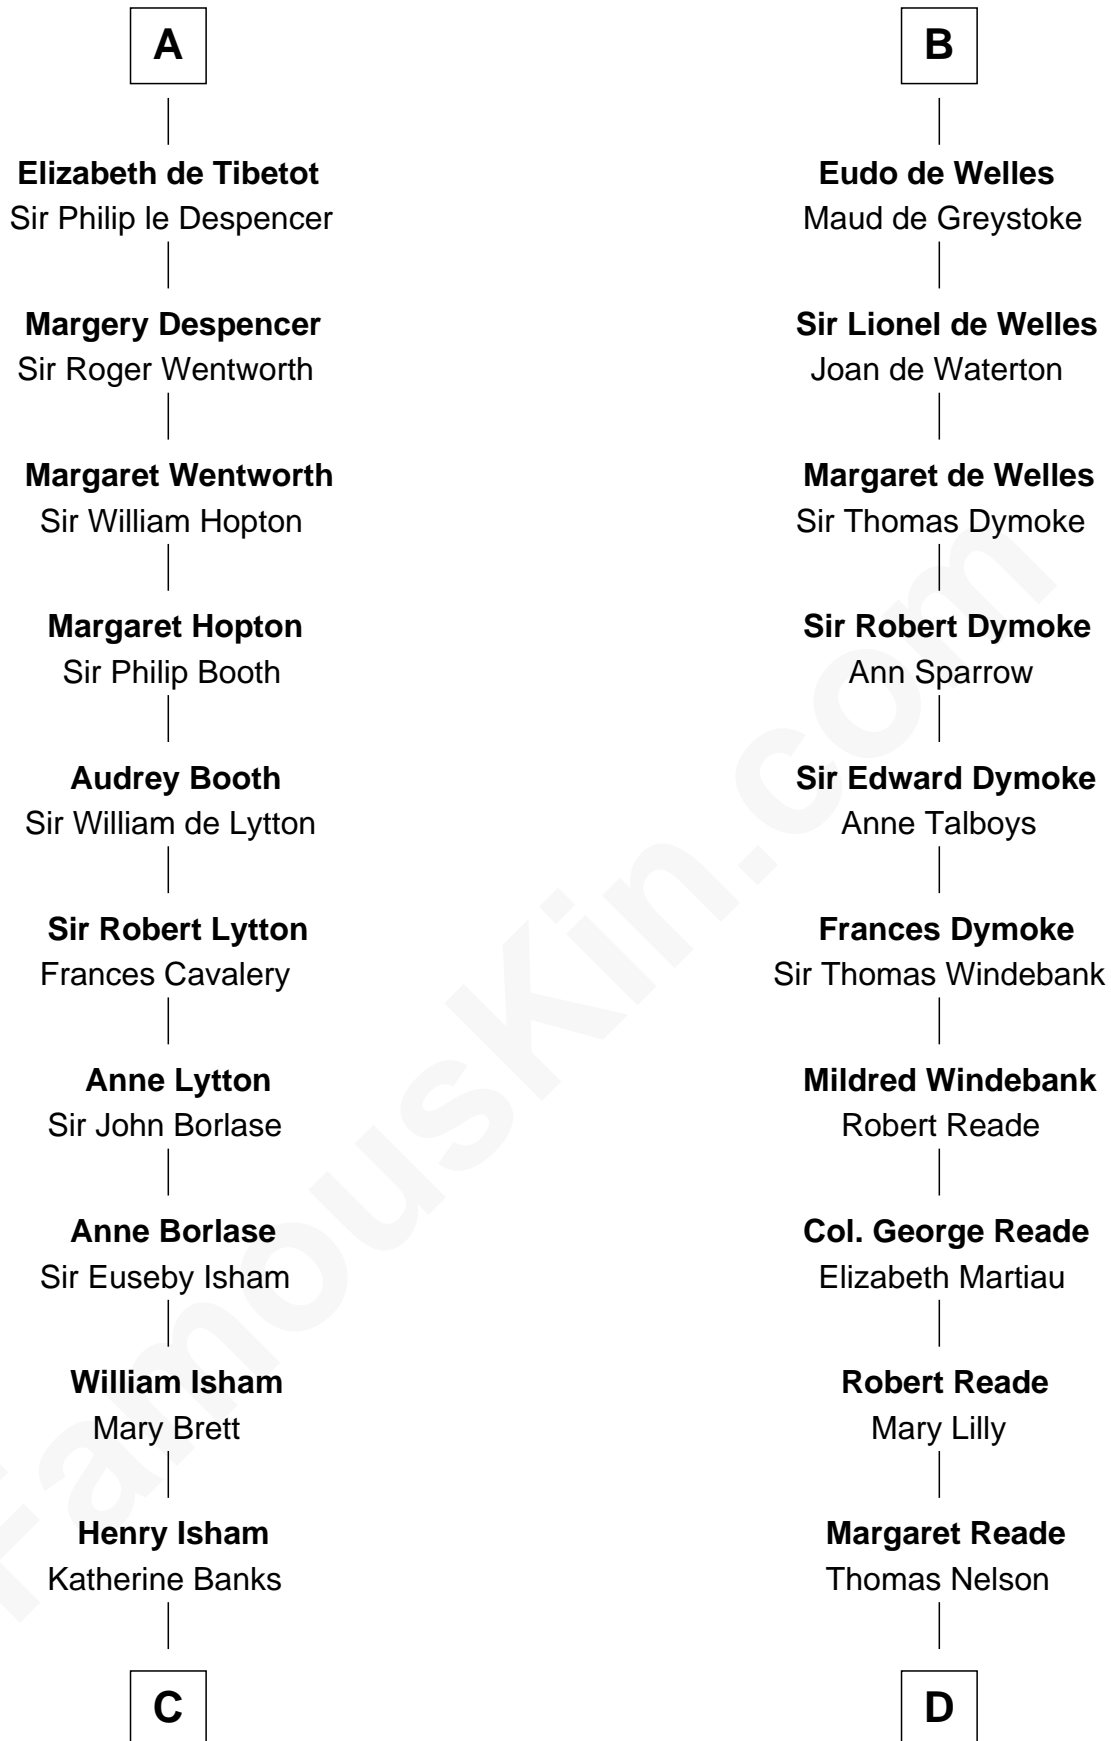 A
Elizabeth de Tibetot
Sir Philip le Despencer
Margery Despencer
Sir Roger Wentworth
Margaret Wentworth
Sir William Hopton
Margaret Hopton
Sir Philip Booth
Audrey Booth
Sir William de Lytton
Sir Robert Lytton
Frances Cavalery
Anne Lytton
Sir John Borlase
Anne Borlase
Sir Euseby Isham
William Isham
Mary Brett
Henry Isham
Katherine Banks
C
B
Eudo de Welles
Maud de Greystoke
Sir Lionel de Welles
Joan de Waterton
Margaret de Welles
Sir Thomas Dymoke
Sir Robert Dymoke
Ann Sparrow
Sir Edward Dymoke
Anne Talboys
Frances Dymoke
Sir Thomas Windebank
Mildred Windebank
Robert Reade
Col. George Reade
Elizabeth Martiau
Robert Reade
Mary Lilly
Margaret Reade
Thomas Nelson
D
FamousKin.com